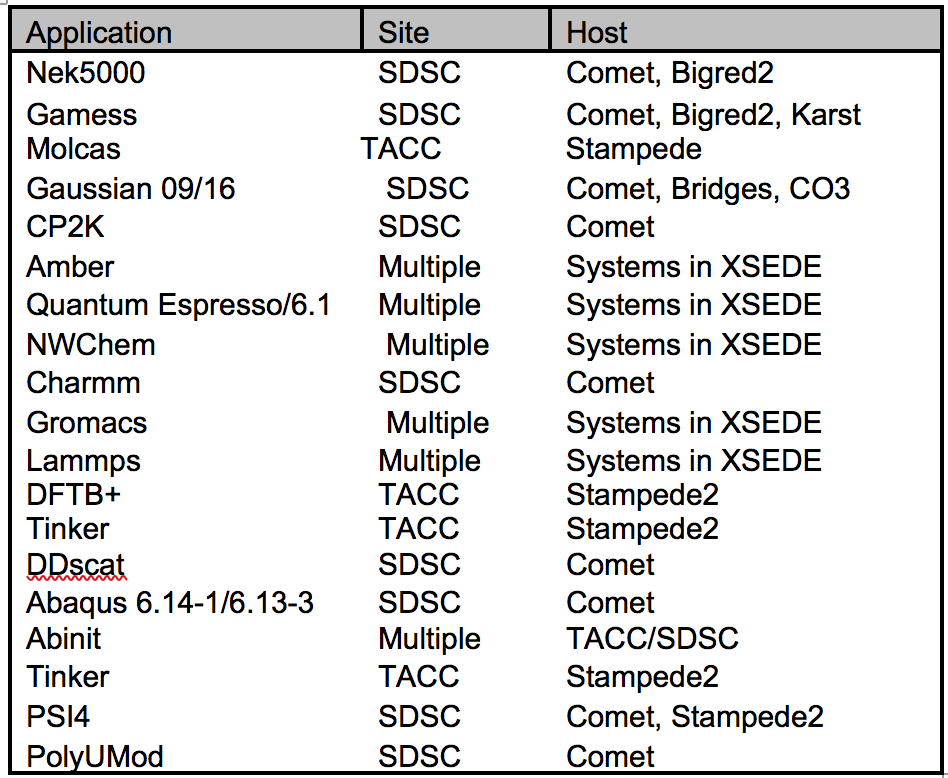 Application Site Host
Nek5000 SDSC Comet, Bigred2
Gamess SDSC Comet, Bigred2, Karst
Molcas TACC Stampede
Gaussian 09/16 SDSC Comet, Bridges, CO3
CP2K SDSC Comet
Amber Multiple Systems in XSEDE
Quantum Espresso/6.1 Multiple Systems in XSEDE
NWChem Multiple Systems in XSEDE
Charmm SDSC Comet
Gromacs Multiple Systems in XSEDE
Lammps Multiple Systems in XSEDE
DFTB+ TACC Stampede2
Tinker TACC Stampede2
DDscat SDSC Comet
Abaqus 6.14-1/6.13-3 SDSC Comet
Abinit Multiple TACC/SDSC
Tinker TACC Stampede2
PSI4 SDSC Comet, Stampede2
PolyUMod SDSC Comet